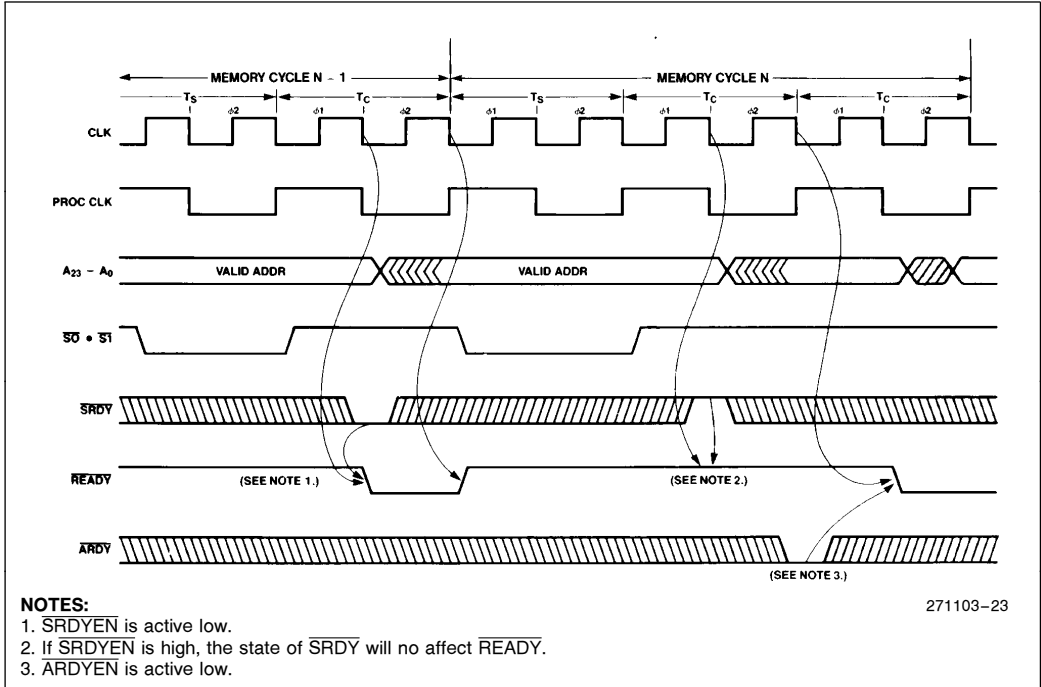 MEMORY CYCLE N – 1 MEMORY CYCLE N
TS TC TS TC TC
ϕ2 ϕ1 ϕ2 ϕ1 ϕ2 ϕ1 ϕ2 ϕ1 ϕ2
CLK
PROC CLK
A23 – A0 VALID ADDR VALID ADDR
S0 • S1
SRDY
READY (SEE NOTE 1.) (SEE NOTE 2.)
ARDY
(SEE NOTE 3.)
NOTES: 271103–23
1. SRDYEN is active low.
2. If SRDYEN is high, the state of SRDY will no affect READY.
3. ARDYEN is active low.